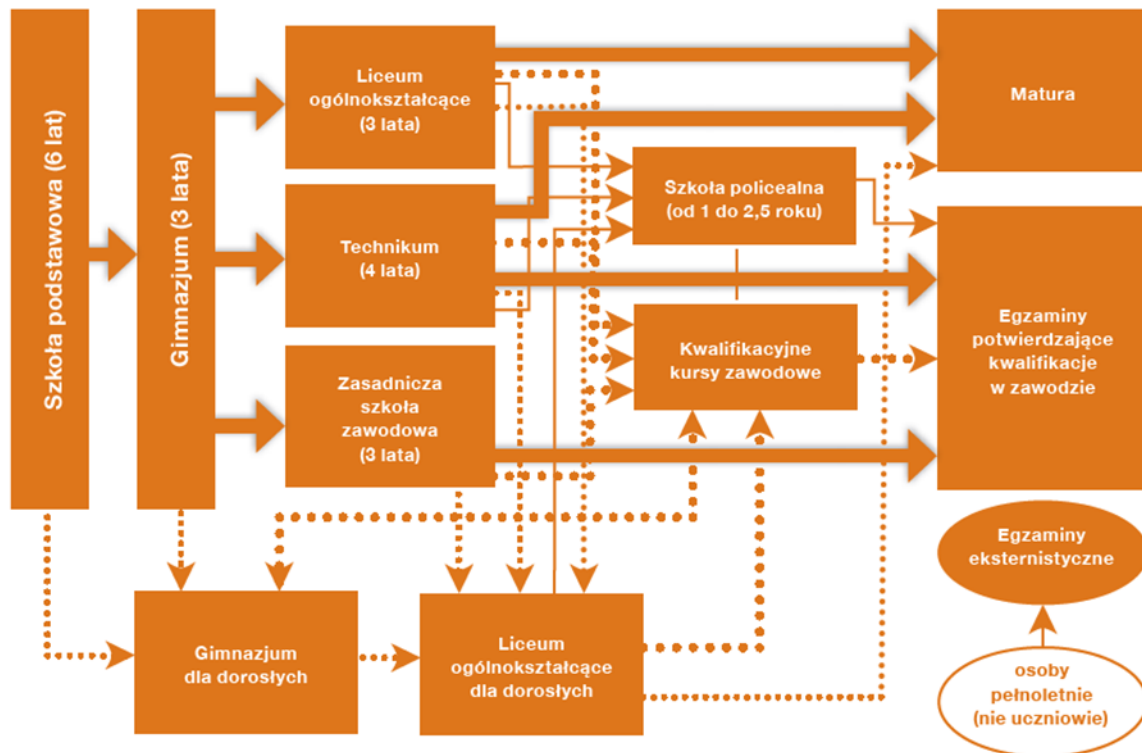 Szkoła podstawowa (6 lat)
Gimnazjum (3 lata)
Liceum
ogólnokształcące
(3 lata)
Technikum
(4 lata)
Zasadnicza
szkoła
zawodowa
(3 lata)
Szkoła policealna
(od 1 do 2,5 roku)
Kwalifikacyjne
kursy zawodowe
Matura
Egzaminy
potwierdzające
kwalifikacje
w zawodzie
Egzaminy
eksternistyczne
osoby
pełnoletnie
(nie uczniowie)
Gimnazjum
dla dorosłych
Liceum
ogólnokształcące
dla dorosłych